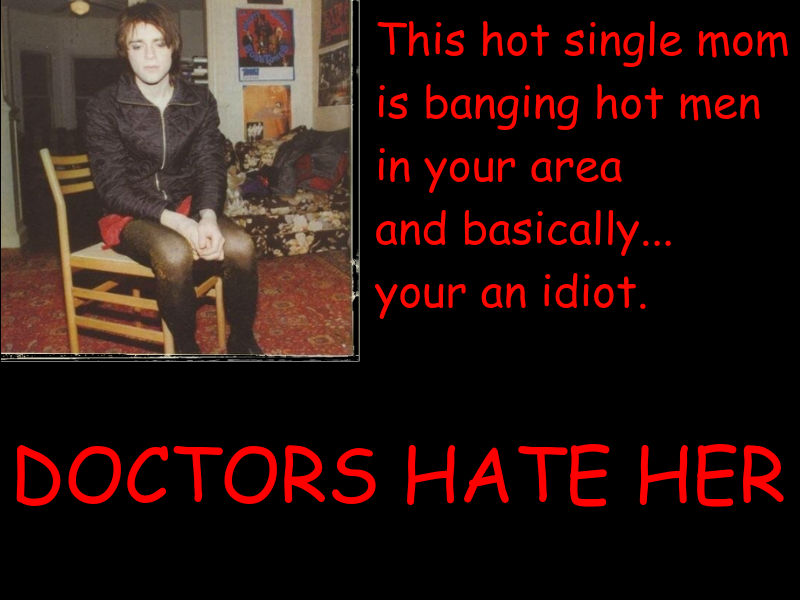 This hot single mom
is banging hot men
in your area
and basically...
your an idiot.
DOCTORS HATE HER